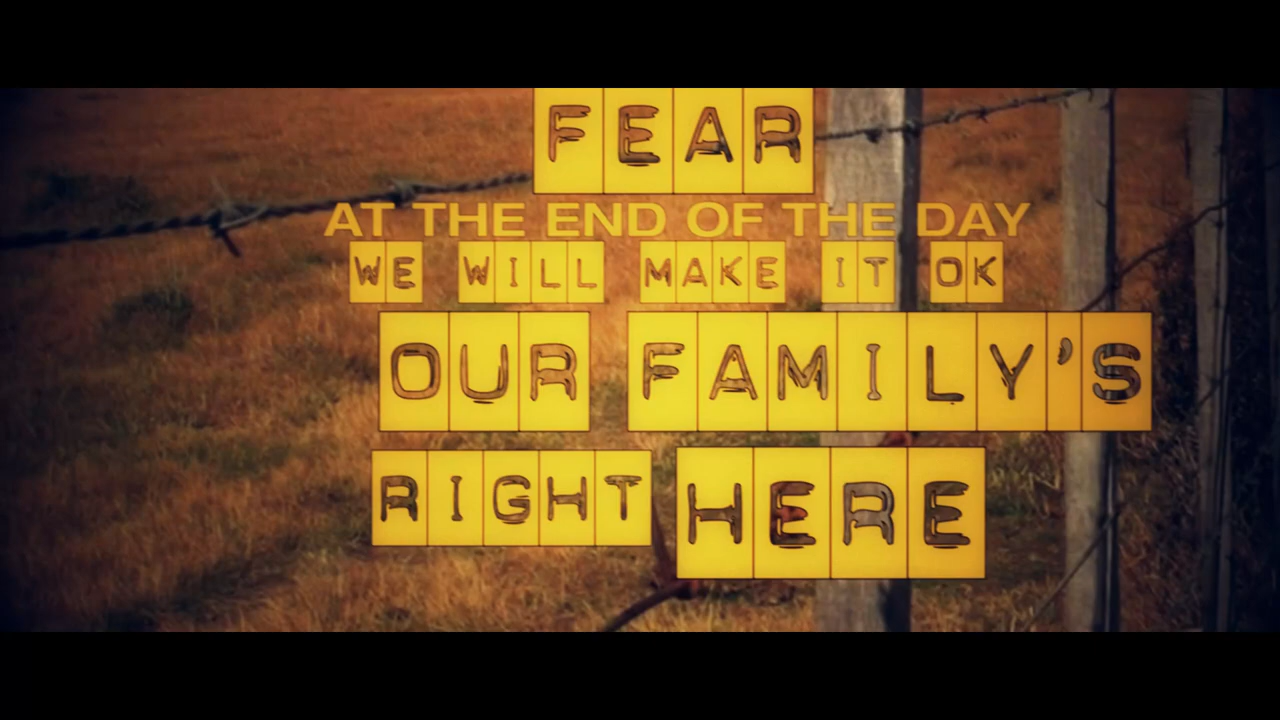 FEAR
AT THE END OF THE DAY
WE WILL MAKE IT OK
OUR FAMILY'S
RIGHT HERE